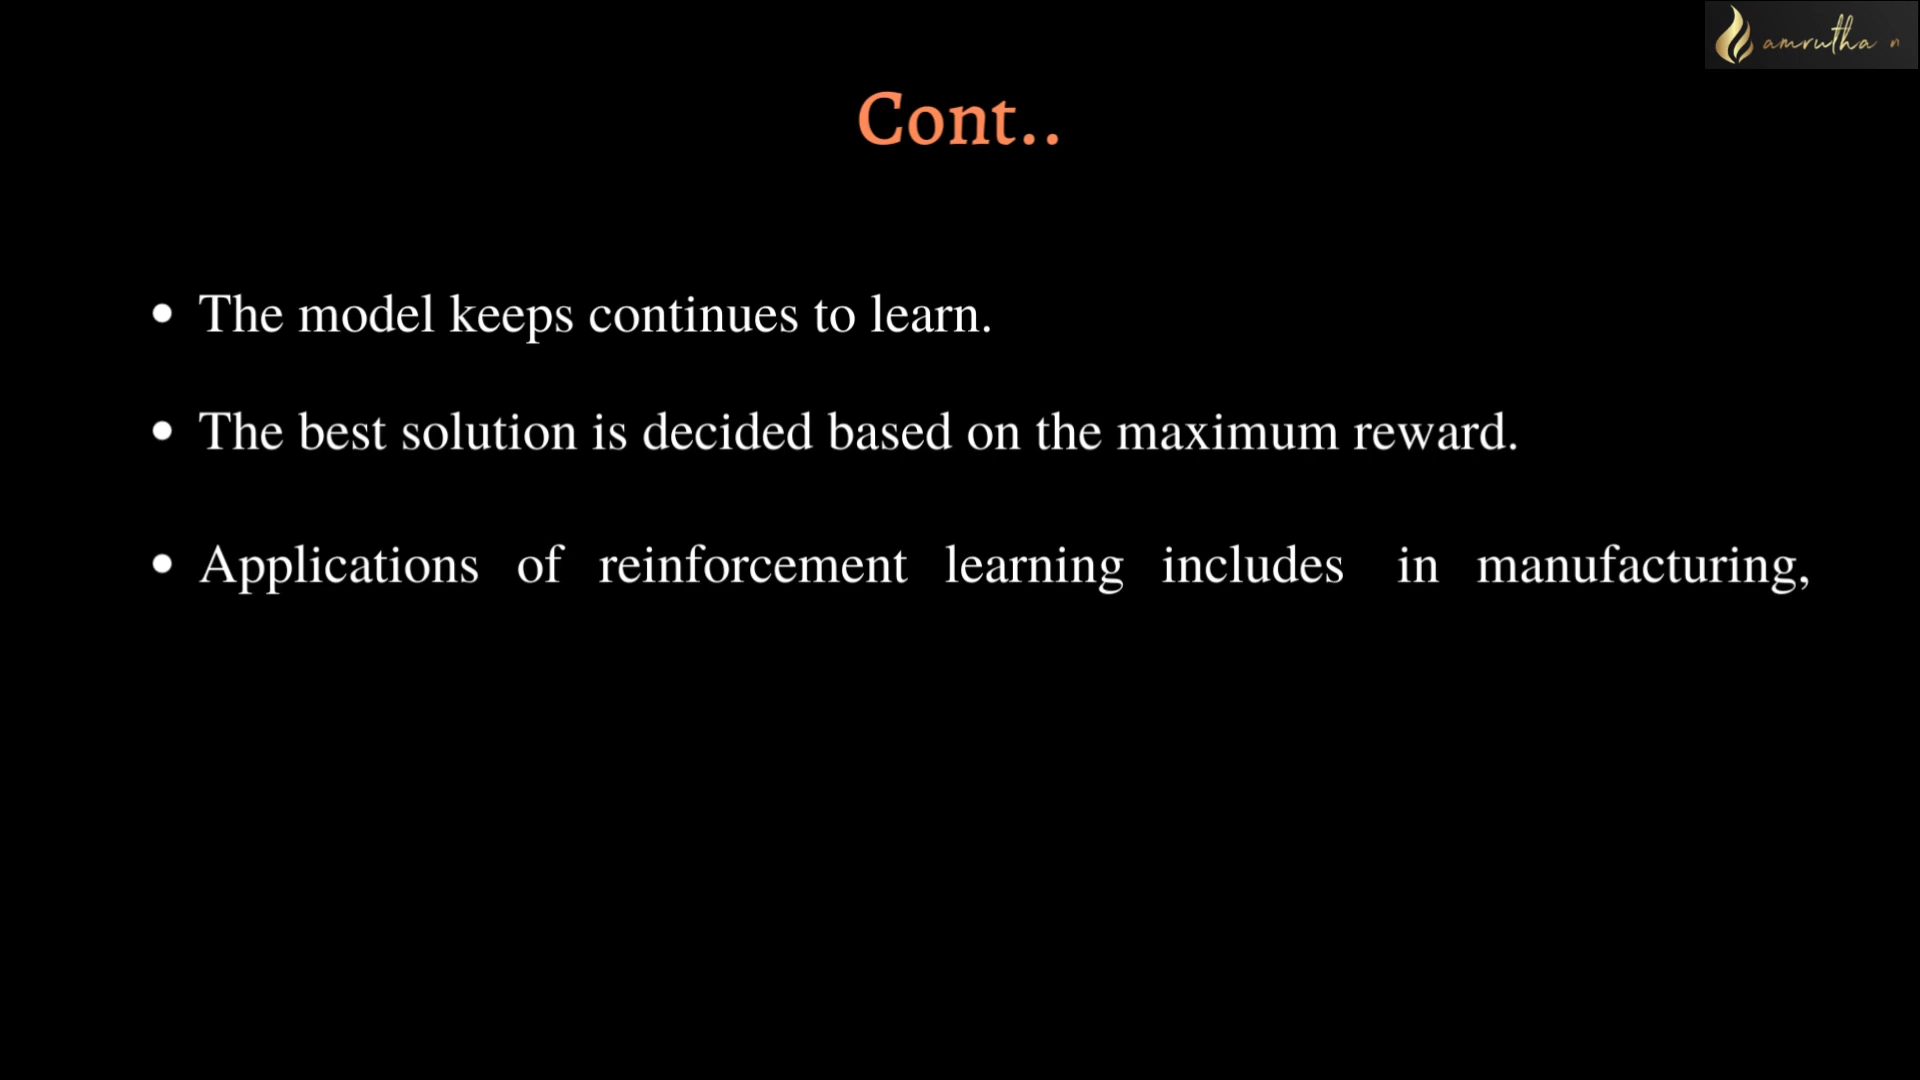 amrutha n
Cont..
• The model keeps continues to learn.
• The best solution is decided based on the maximum reward.
• Applications of reinforcement learning includes in manufacturing,